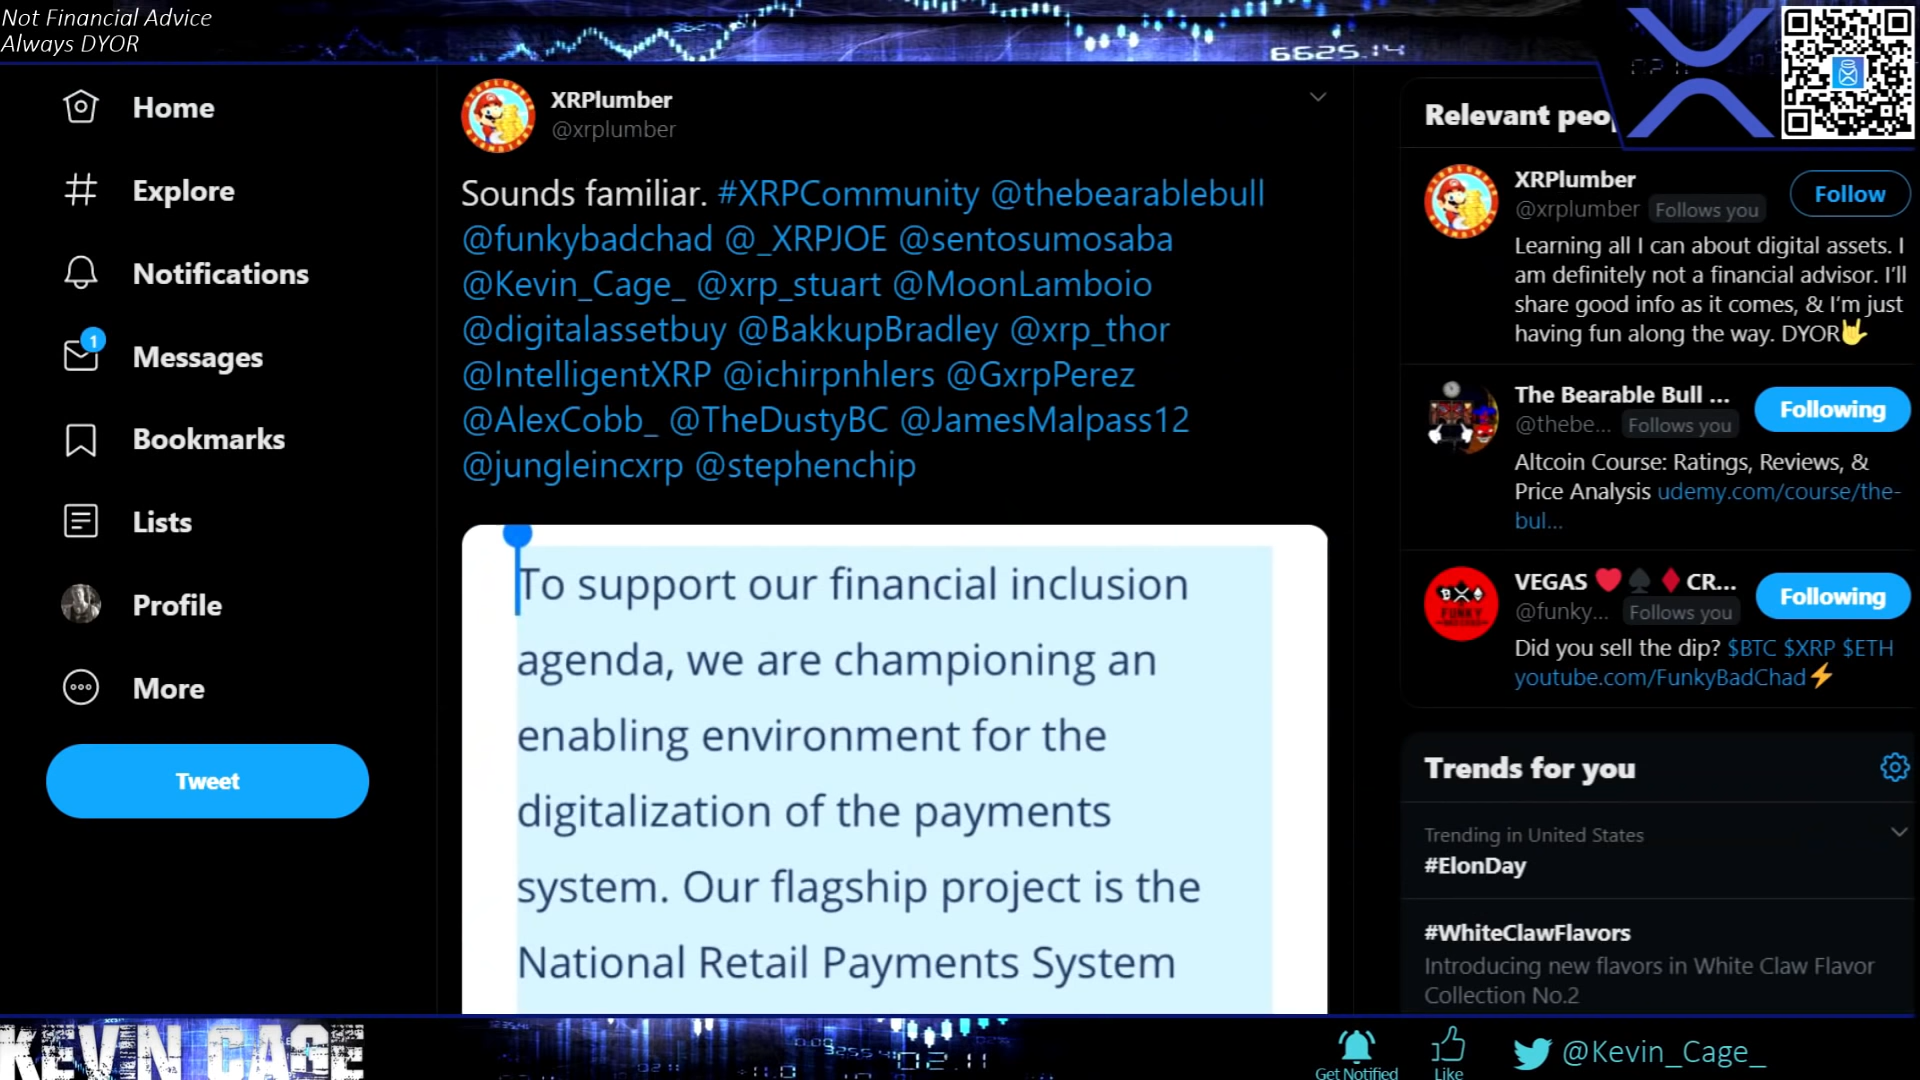 Not Financial Advice
Always DYOR
6625.14
Home
Explore
Notifications
1
Messages
Bookmarks
Lists
Profile
More
Tweet
XRPlumber
@xrplumber
Sounds familiar. #XRPCommunity @thebearablebull
@funkybadchad @_XRPJOE @sentosumosaba
@Kevin_Cage_ @xrp_stuart @MoonLamboio
@digitalassetbuy @BakkupBradley @xrp_thor
@IntelligentXRP @ichirpnhlers @GxrpPerez
@AlexCobb_ @TheDustyBC @JamesMalpass12
@jungleincxrp @stephenchip
To support our financial inclusion
agenda, we are championing an
enabling environment for the
digitalization of the payments
system. Our flagship project is the
National Retail Payments System
Relevant peo
XRPlumber
Follow
@xrplumber Follows you
Learning all I can about digital assets. I
am definitely not a financial advisor. I'll
share good info as it comes, & I'm just
having fun along the way. DYOR🤟
The Bearable Bull ...
Following
@thebe... Follows you
Altcoin Course: Ratings, Reviews, &
Price Analysis udemy.com/course/the-
bul...
VEGAS ♥️♠️♦️ CR...
Following
@funky... Follows you
Did you sell the dip? $BTC $XRP $ETH
youtube.com/FunkyBadChad⚡
Trends for you
Trending in United States
#ElonDay
#WhiteClawFlavors
Introducing new flavors in White Claw Flavor
Collection No.2
KEVIN CAGE
02.11
Get Notified
Like
@Kevin_Cage_